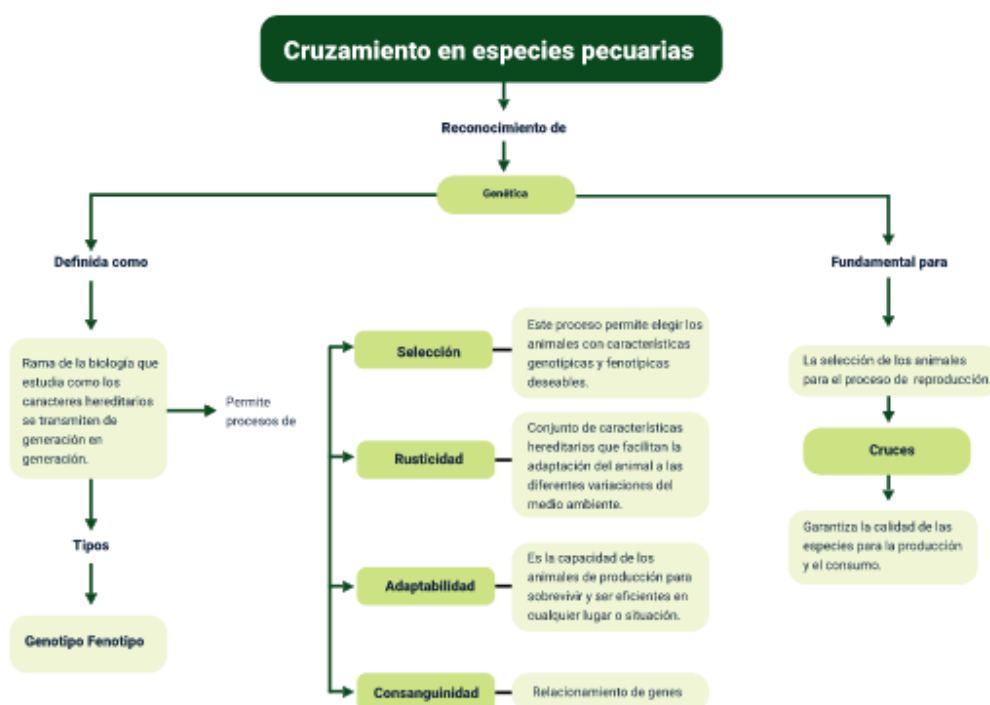 Cruzamiento en especies pecuarias
Reconocimiento de
Genética
Definida como
Rama de la biología que
estudia como los
caracteres hereditarios
se transmiten de
generación en
generación.
Tipos
Genotipo Fenotipo
Permite
procesos de
Selección
Este proceso permite elegir los
animales con características
genotípicas y fenotípicas
deseables.
Rusticidad
Conjunto de características
hereditarias que facilitan la
adaptación del animal a las
diferentes variaciones del
medio ambiente.
Adaptabilidad
Es la capacidad de los
animales de producción para
sobrevivir y ser eficientes en
cualquier lugar o situación.
Consanguinidad
Relacionamiento de genes
Fundamental para
La selección de los animales
para el proceso de reproducción.
Cruces
Garantiza la calidad de las
especies para la producción
y el consumo.